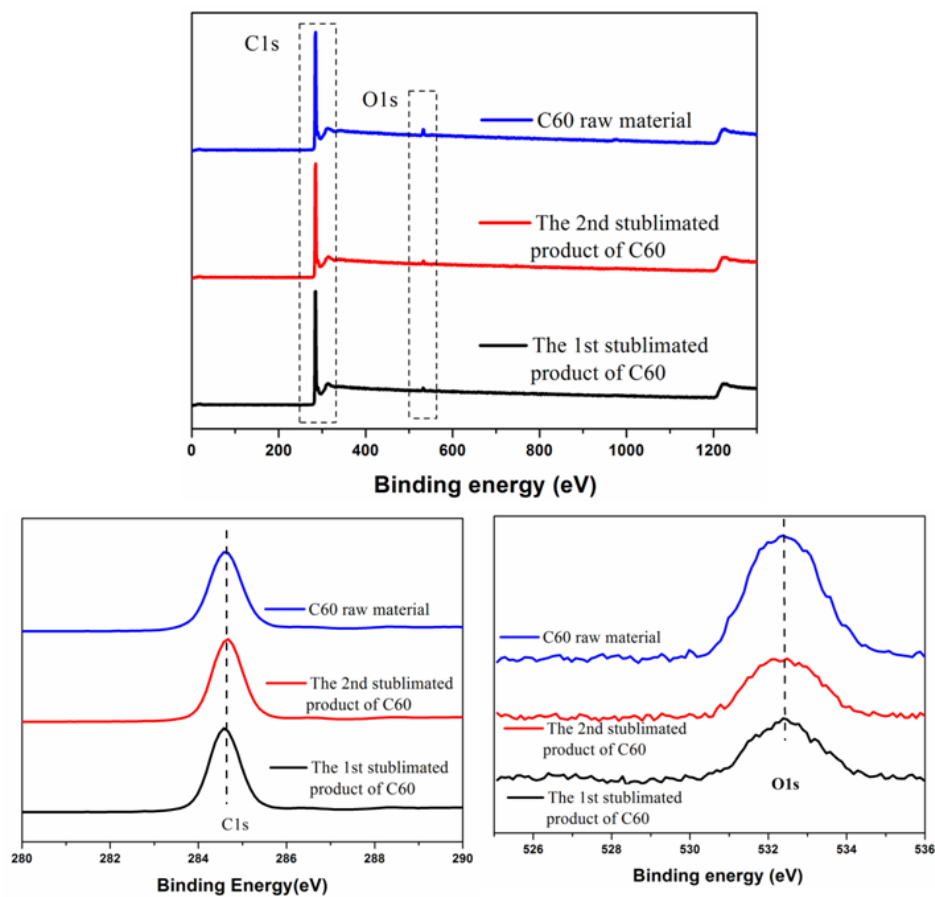 C1s
O1s
C60 raw material
The 2nd stublimated
product of C60
The 1st stublimated
product of C60
0 200 400 600 800 1000 1200
Binding energy (eV)
C60 raw material
The 2nd stublimated
product of C60
The 1st stublimated
product of C60
C1s
280 282 284 286 288 290
Binding Energy(eV)
C60 raw material
The 2nd stublimated
product of C60
O1s
The 1st stublimated
product of C60
526 528 530 532 534 536
Binding energy (eV)